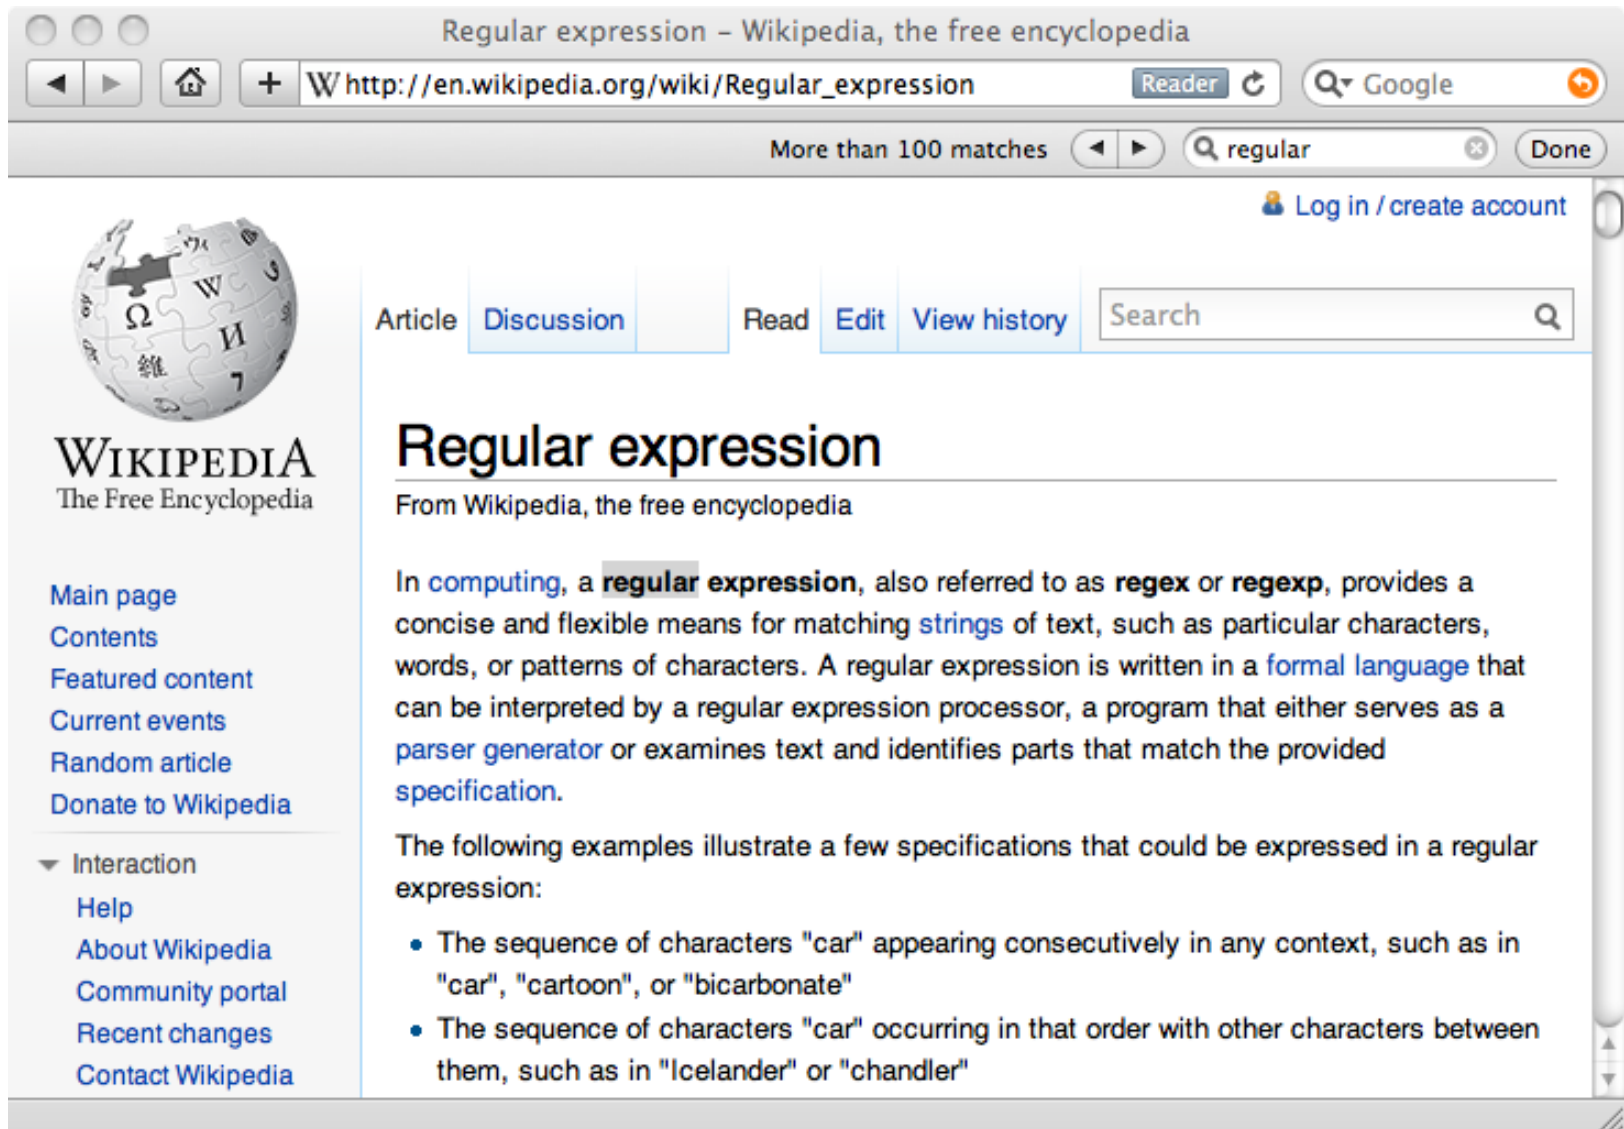 Regular expression – Wikipedia, the free encyclopedia
W http://en.wikipedia.org/wiki/Regular_expression Reader Google
More than 100 matches regular Done
Log in / create account
Article Discussion Read Edit View history Search
WIKIPEDIA
The Free Encyclopedia
Main page
Contents
Featured content
Current events
Random article
Donate to Wikipedia
Interaction
Help
About Wikipedia
Community portal
Recent changes
Contact Wikipedia
Regular expression
From Wikipedia, the free encyclopedia
In computing, a regular expression, also referred to as regex or regexp, provides a
concise and flexible means for matching strings of text, such as particular characters,
words, or patterns of characters. A regular expression is written in a formal language that
can be interpreted by a regular expression processor, a program that either serves as a
parser generator or examines text and identifies parts that match the provided
specification.
The following examples illustrate a few specifications that could be expressed in a regular
expression:
• The sequence of characters "car" appearing consecutively in any context, such as in
"car", "cartoon", or "bicarbonate"
• The sequence of characters "car" occurring in that order with other characters between
them, such as in "Icelander" or "chandler"